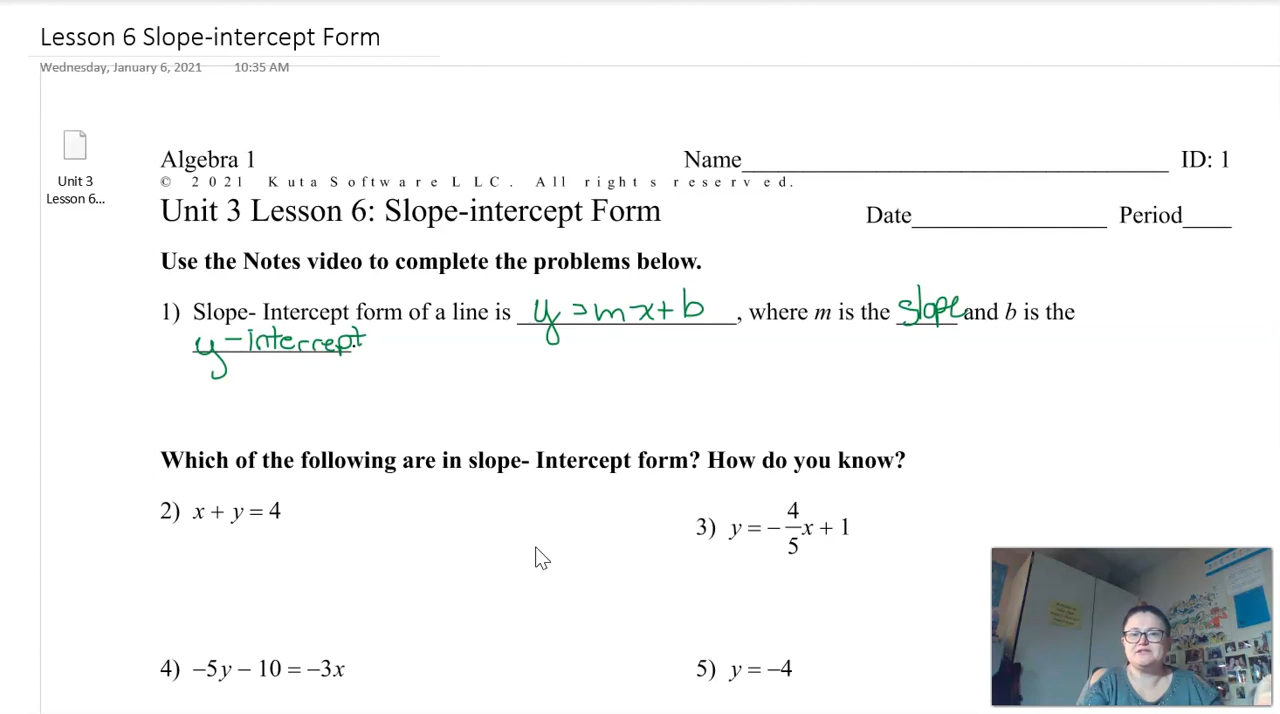 Lesson 6 Slope-intercept Form
Wednesday, January 6, 2021 10:35 AM
Unit 3
Lesson 6...
Algebra 1 Name____ ID: 1
© 2021 Kuta Software LLC. All rights reserved.
Unit 3 Lesson 6: Slope-intercept Form Date____ Period____
Use the Notes video to complete the problems below.
1) Slope- Intercept form of a line is y = mx + b, where m is the slope and b is the
y-intercept.
Which of the following are in slope- Intercept form? How do you know?
2) x + y = 4
3) y = -4/5x + 1
4) −5y − 10 = −3x
5) y = −4